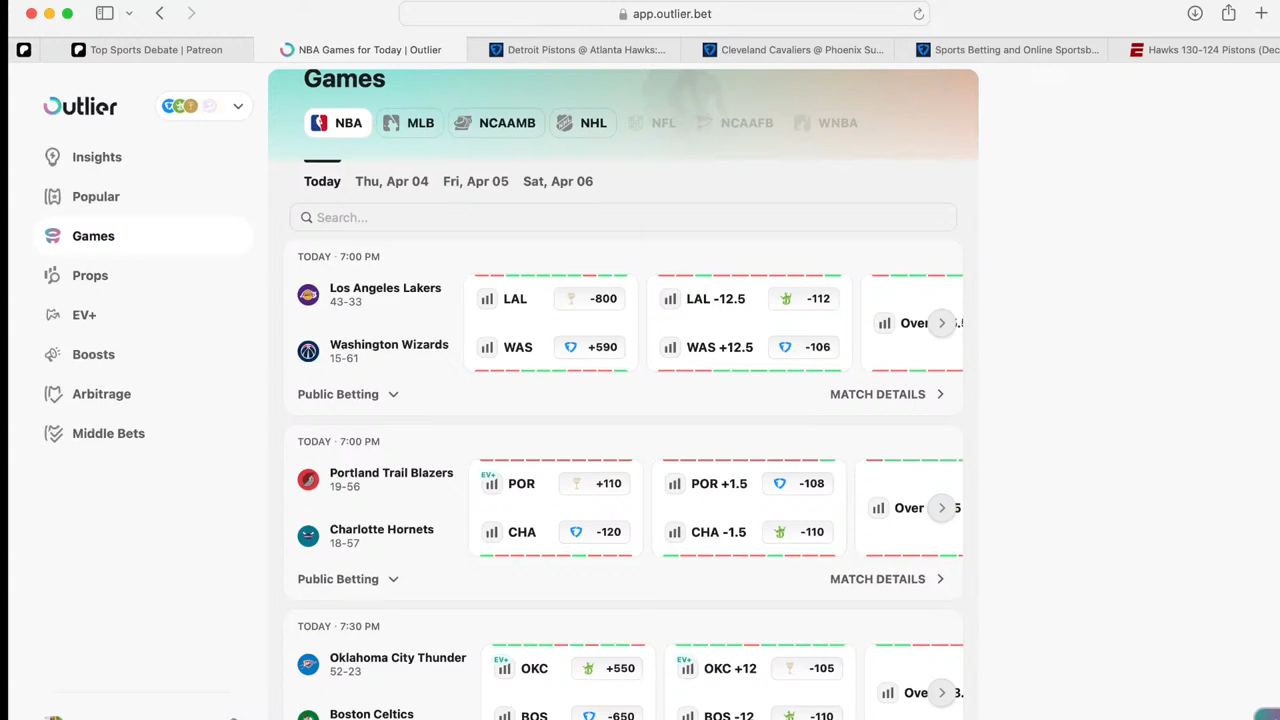 app.outlier.bet
Top Sports Debate | Patreon
NBA Games for Today | Outlier
Detroit Pistons @ Atlanta Hawks:...
Cleveland Cavaliers @ Phoenix Su...
Sports Betting and Online Sportsb...
Hawks 130-124 Pistons (Dec
Outlier
Insights
Popular
Games
Props
EV+
Boosts
Arbitrage
Middle Bets
Games
NBA
MLB
NCAAMB
NHL
NFL
NCAAFB
WNBA
Today
Thu, Apr 04
Fri, Apr 05
Sat, Apr 06
Search...
TODAY · 7:00 PM
Los Angeles Lakers
43-33
LAL -800
LAL -12.5 -112
Washington Wizards
15-61
WAS +590
WAS +12.5 -106
Over
Public Betting
MATCH DETAILS
TODAY · 7:00 PM
Portland Trail Blazers
19-56
EV+
POR +110
POR +1.5 -108
Charlotte Hornets
18-57
CHA -120
CHA -1.5 -110
Over 5
Public Betting
MATCH DETAILS
TODAY · 7:30 PM
Oklahoma City Thunder
52-23
EV+
OKC +550
EV+
OKC +12 -105
Boston Celtics
BOS -650
BOS -12 -110